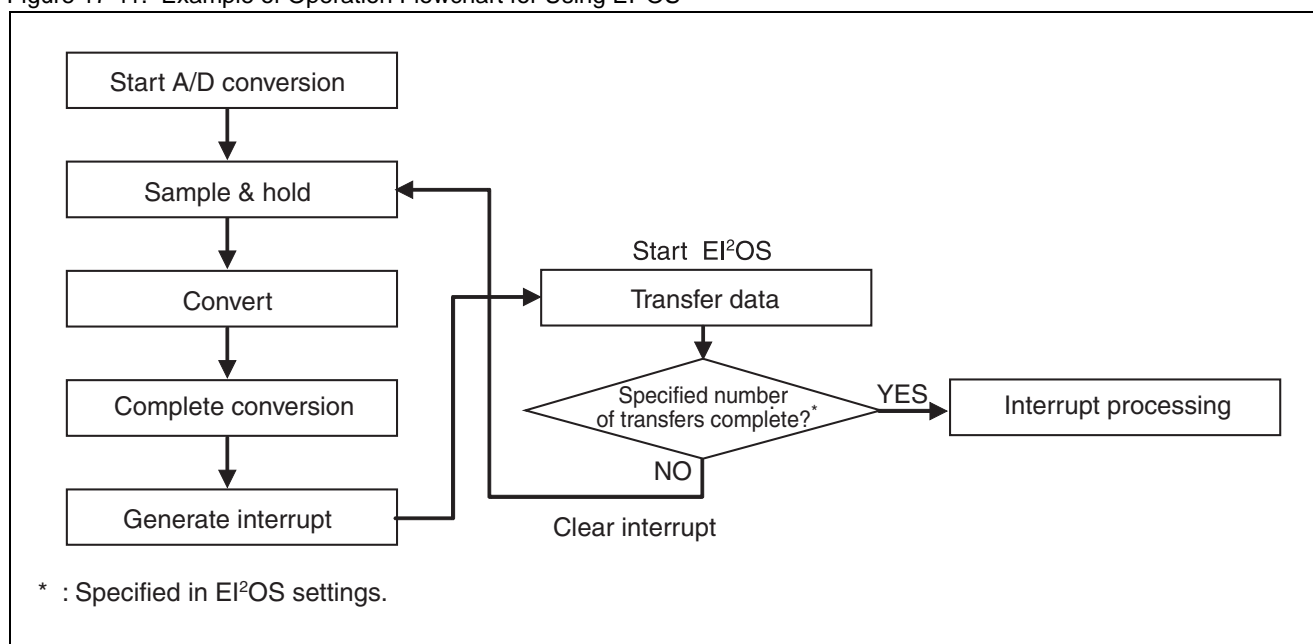 Start A/D conversion
Sample & hold
Convert
Complete conversion
Generate interrupt
Start EI²OS
Transfer data
Specified number
of transfers complete?*
YES
NO
Interrupt processing
Clear interrupt
* : Specified in EI²OS settings.